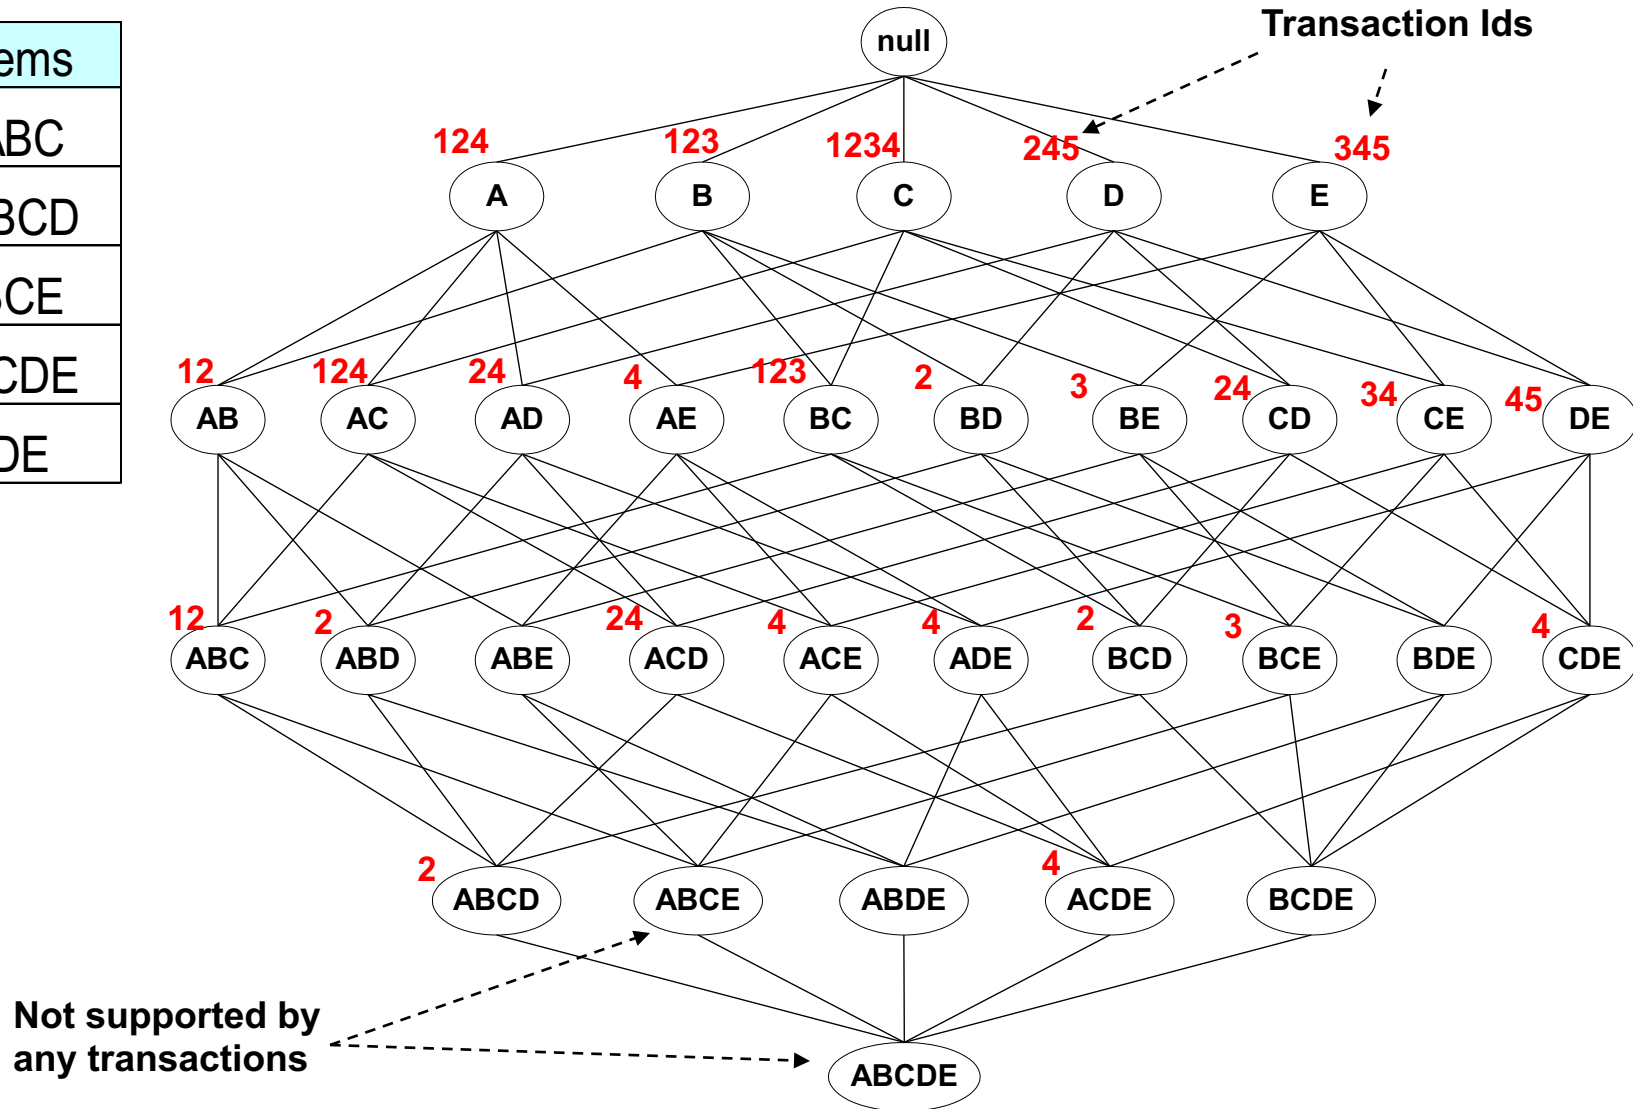 ems
ABC
BCD
BCE
CDE
DE
null
Transaction Ids
124 123 1234 245 345
A B C D E
12 124 24 4 123 2 3 24 34 45
AB AC AD AE BC BD BE CD CE DE
12 2 24 4 4 2 3 4
ABC ABD ABE ACD ACE ADE BCD BCE BDE CDE
2 4
ABCD ABCE ABDE ACDE BCDE
Not supported by
any transactions
ABCDE